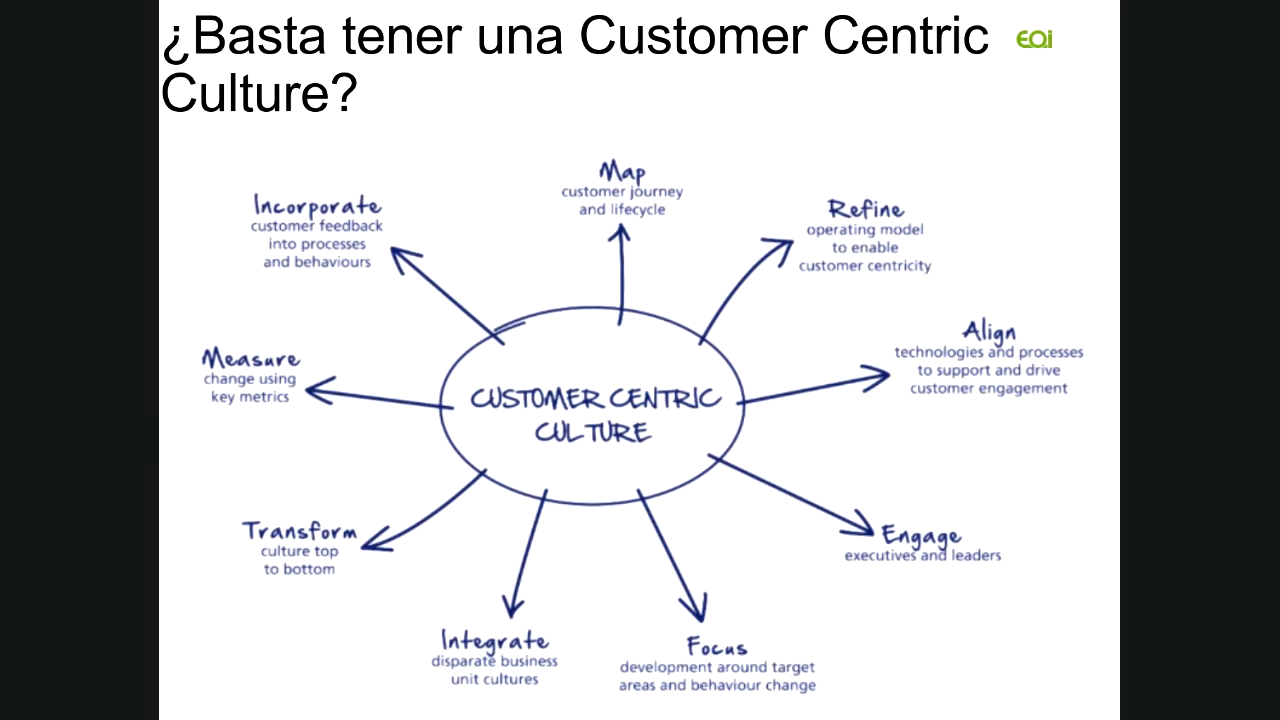 ¿Basta tener una Customer Centric
Culture?
EOi
Map
customer journey
and lifecycle
Incorporate
customer feedback
into processes
and behaviours
Refine
operating model
to enable
customer centricity
Align
technologies and processes
to support and drive
customer engagement
Measure
change using
key metrics
CUSTOMER CENTRIC
CULTURE
Transform
culture top
to bottom
Engage
executives and leaders
Integrate
disparate business
unit cultures
Focus
development around target
areas and behaviour change